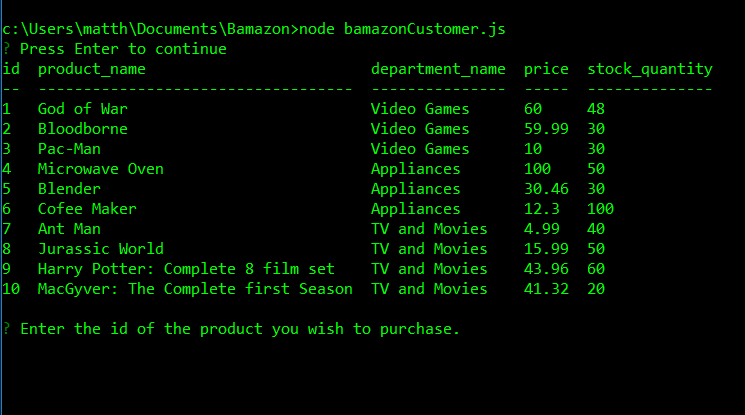 c:\Users\matth\Documents\Bamazon>node bamazonCustomer.js
? Press Enter to continue
id  product_name                         department_name  price  stock_quantity
--  -----------------------------------  ---------------  -----  --------------
1   God of War                           Video Games      60     48
2   Bloodborne                           Video Games      59.99  30
3   Pac-Man                              Video Games      10     30
4   Microwave Oven                       Appliances       100    50
5   Blender                              Appliances       30.46  30
6   Cofee Maker                          Appliances       12.3   100
7   Ant Man                              TV and Movies    4.99   40
8   Jurassic World                       TV and Movies    15.99  50
9   Harry Potter: Complete 8 film set    TV and Movies    43.96  60
10  MacGyver: The Complete first Season  TV and Movies    41.32  20
? Enter the id of the product you wish to purchase.